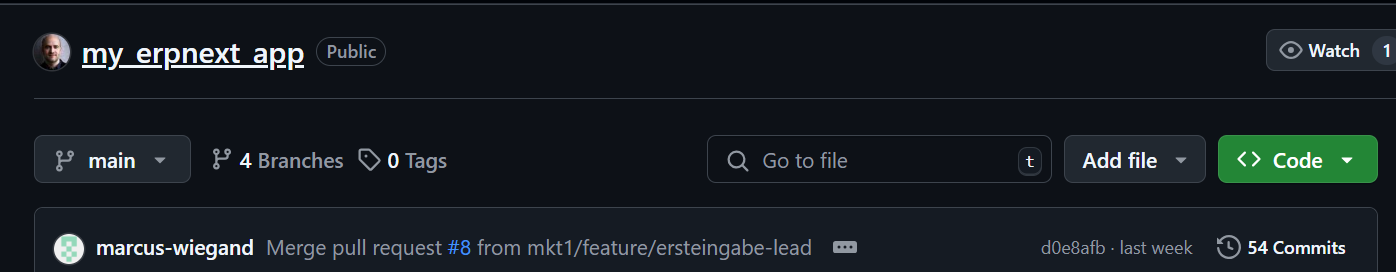 my_erpnext_app Public Watch 1
main 4 Branches 0 Tags Go to file t Add file Code
marcus-wiegand Merge pull request #8 from mkt1/feature/ersteingabe-lead d0e8afb · last week 54 Commits